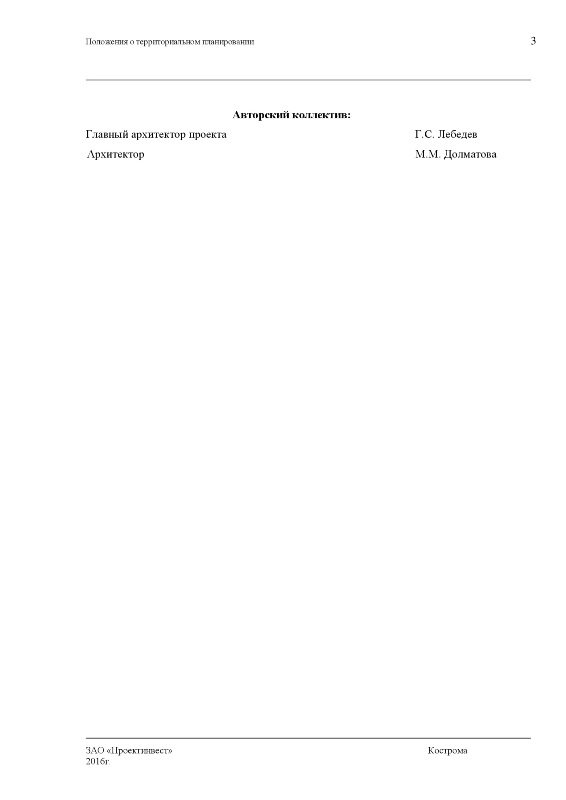 Положения о территориальном планировании 3
Авторский коллектив:
Главный архитектор проекта Г.С. Лебедев
Архитектор М.М. Долматова
ЗАО «Проектинвест» Кострома
2016г.